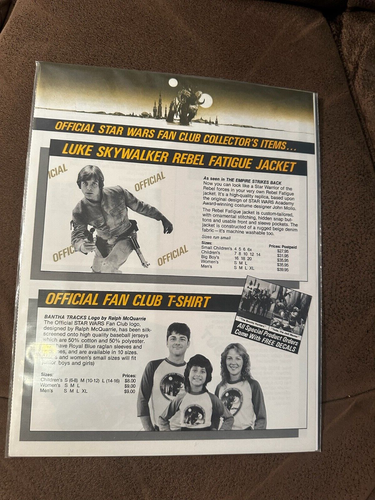 OFFICIAL STAR WARS FAN CLUB COLLECTOR'S ITEMS...
LUKE SKYWALKER REBEL FATIGUE JACKET
OFFICIAL
OFFICIAL
OFFICIAL
OFFICIAL
As seen in THE EMPIRE STRIKES BACK
Now you can look like a Star Warrior of the
Rebel forces in your very own Rebel Fatigue
Jacket. It's a high-quality replica, based upon
the original design of STAR WARS Academy
Award-winning costume designer John Mollo.
The Rebel Fatigue Jacket is custom-tailored,
with ornamental stitching, hidden snap but-
tons and usable front and sleeve pockets. The
jacket is constructed of a rugged beige denim
fabric—it's machine washable too.
Sizes run small!
Sizes: Prices: Postpaid
Small Children's 4 5 6 6x $27.95
Children's 7 8 10 12 14 $31.95
Big Boy's 16 18 20 $35.95
Women's S M L $38.95
Men's S M L XL $39.95
OFFICIAL FAN CLUB T-SHIRT
BANTHA TRACKS Logo by Ralph McQuarrie
The Official STAR WARS Fan Club logo,
designed by Ralph McQuarrie, has been silk-
screened onto high quality baseball jerseys
which are 50% cotton and 50% polyester.
have Royal Blue raglan sleeves and
es, and are available in 10 sizes.
s and women's small sizes will fit
r boys and girls!
Sizes: Prices:
Children's S (6-8) M (10-12) L (14-16) $8.00
Women's S M L $9.00
Men's S M L XL $9.00
All Special Product Orders
Come With FREE DECALS